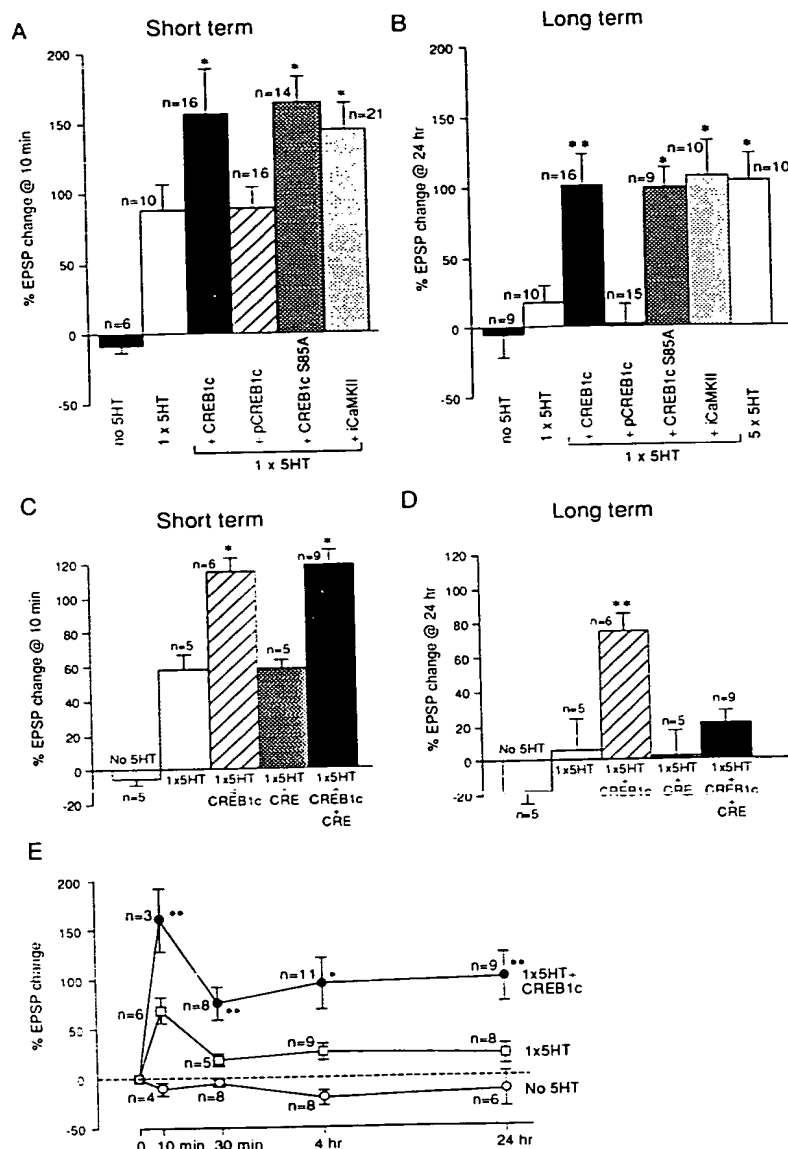 A
Short term
% EPSP change @ 10 min
200
150
100
50
0
-50
n=6
n=10
*
n=16
n=16
*
n=14
*
n=21
no 5HT
1 x 5HT
+ CREB1c
+ pCREB1c
+ CREB1c S85A
+ iCaMKII
1 x 5HT
B
Long term
% EPSP change @ 24 hr
200
150
100
50
0
-50
n=9
n=10
**
n=16
n=15
*
n=9
*
n=10
*
n=10
no 5HT
1 x 5HT
+ CREB1c
+ pCREB1c
+ CREB1c S85A
+ iCaMKII
5 x 5HT
1 x 5HT
C
Short term
% EPSP change @ 10 min
120
100
80
60
40
20
0
-20
No 5HT
n=5
n=5
*
n=6
n=5
*
n=9
1x5HT
1x5HT
+
CREB1c
1x5HT
+
CRE
1x5HT
+
CREB1c
+
CRE
D
Long term
% EPSP change @ 24 hr
120
100
80
60
40
20
0
-20
No 5HT
n=5
n=5
**
n=6
n=5
n=9
1x5HT
1x5HT
+
CREB1c
1x5HT
+
CRE
1x5HT
+
CREB1c
+
CRE
E
% EPSP change
200
150
100
50
0
-50
n=3
**
n=8
**
n=11
*
n=9
**
1x5HT+
CREB1c
n=6
n=5
n=9
n=8
1x5HT
n=4
n=8
n=8
n=6
No 5HT
0
10 min
30 min
4 hr
24 hr